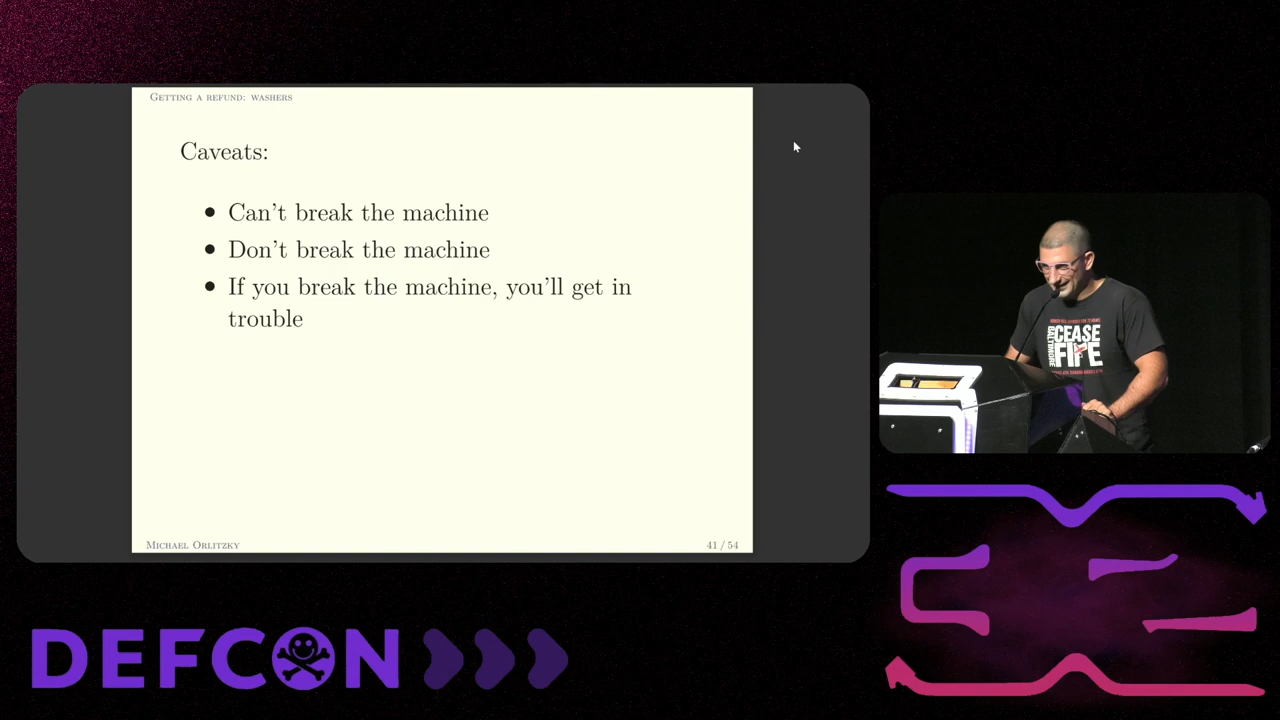 Getting a refund: washers
Caveats:
• Can't break the machine
• Don't break the machine
• If you break the machine, you'll get in
trouble
Michael Orlitzky
41 / 54
BALTIMORE
CEASE
FIRE
DEFCON